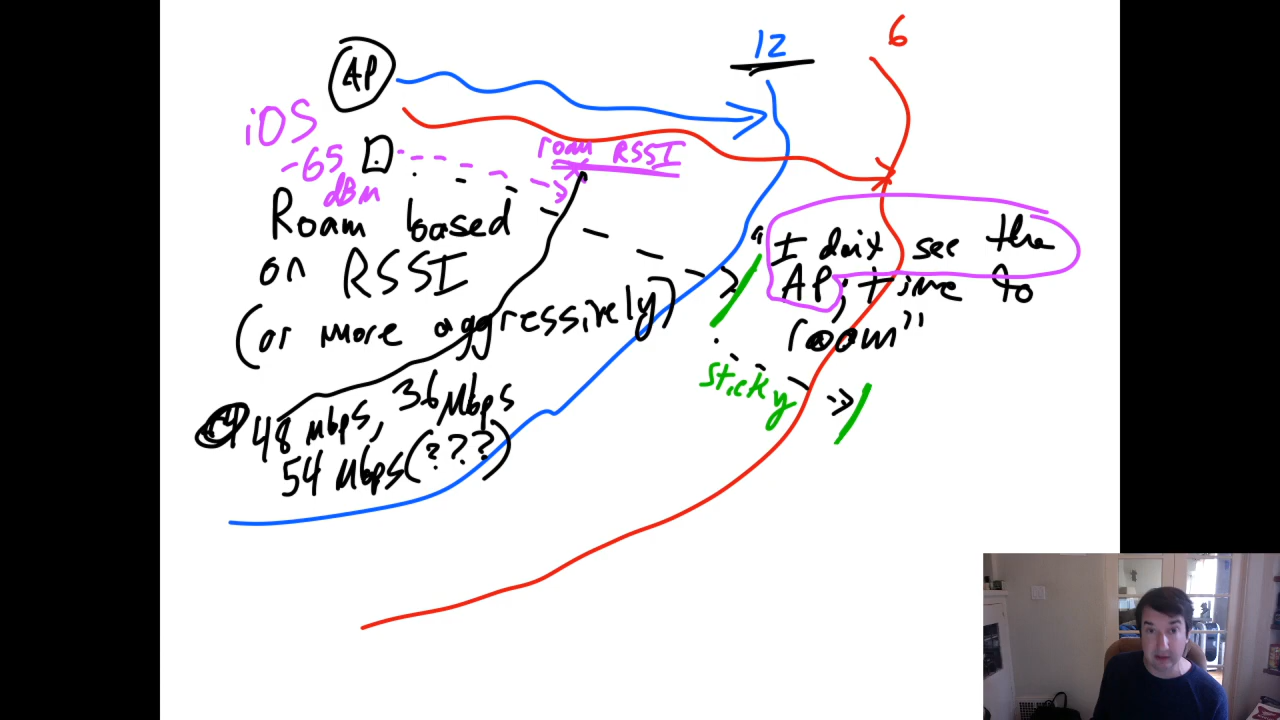 12
6
AP
iOS
-65
dBm
roam RSSI
Roam based
on RSSI
(or more aggressively)
48 Mbps, 36 Mbps
54 Mbps (???)
"I don't see the
AP; time to
roam"
sticky